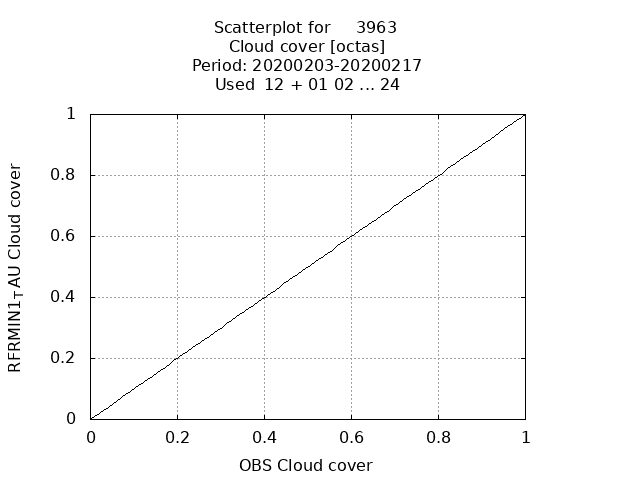 Scatterplot for 3963
Cloud cover [octas]
Period: 20200203-20200217
Used 12 + 01 02 ... 24
RFRMIN1TAU Cloud cover
1
0.8
0.6
0.4
0.2
0
0 0.2 0.4 0.6 0.8 1
OBS Cloud cover